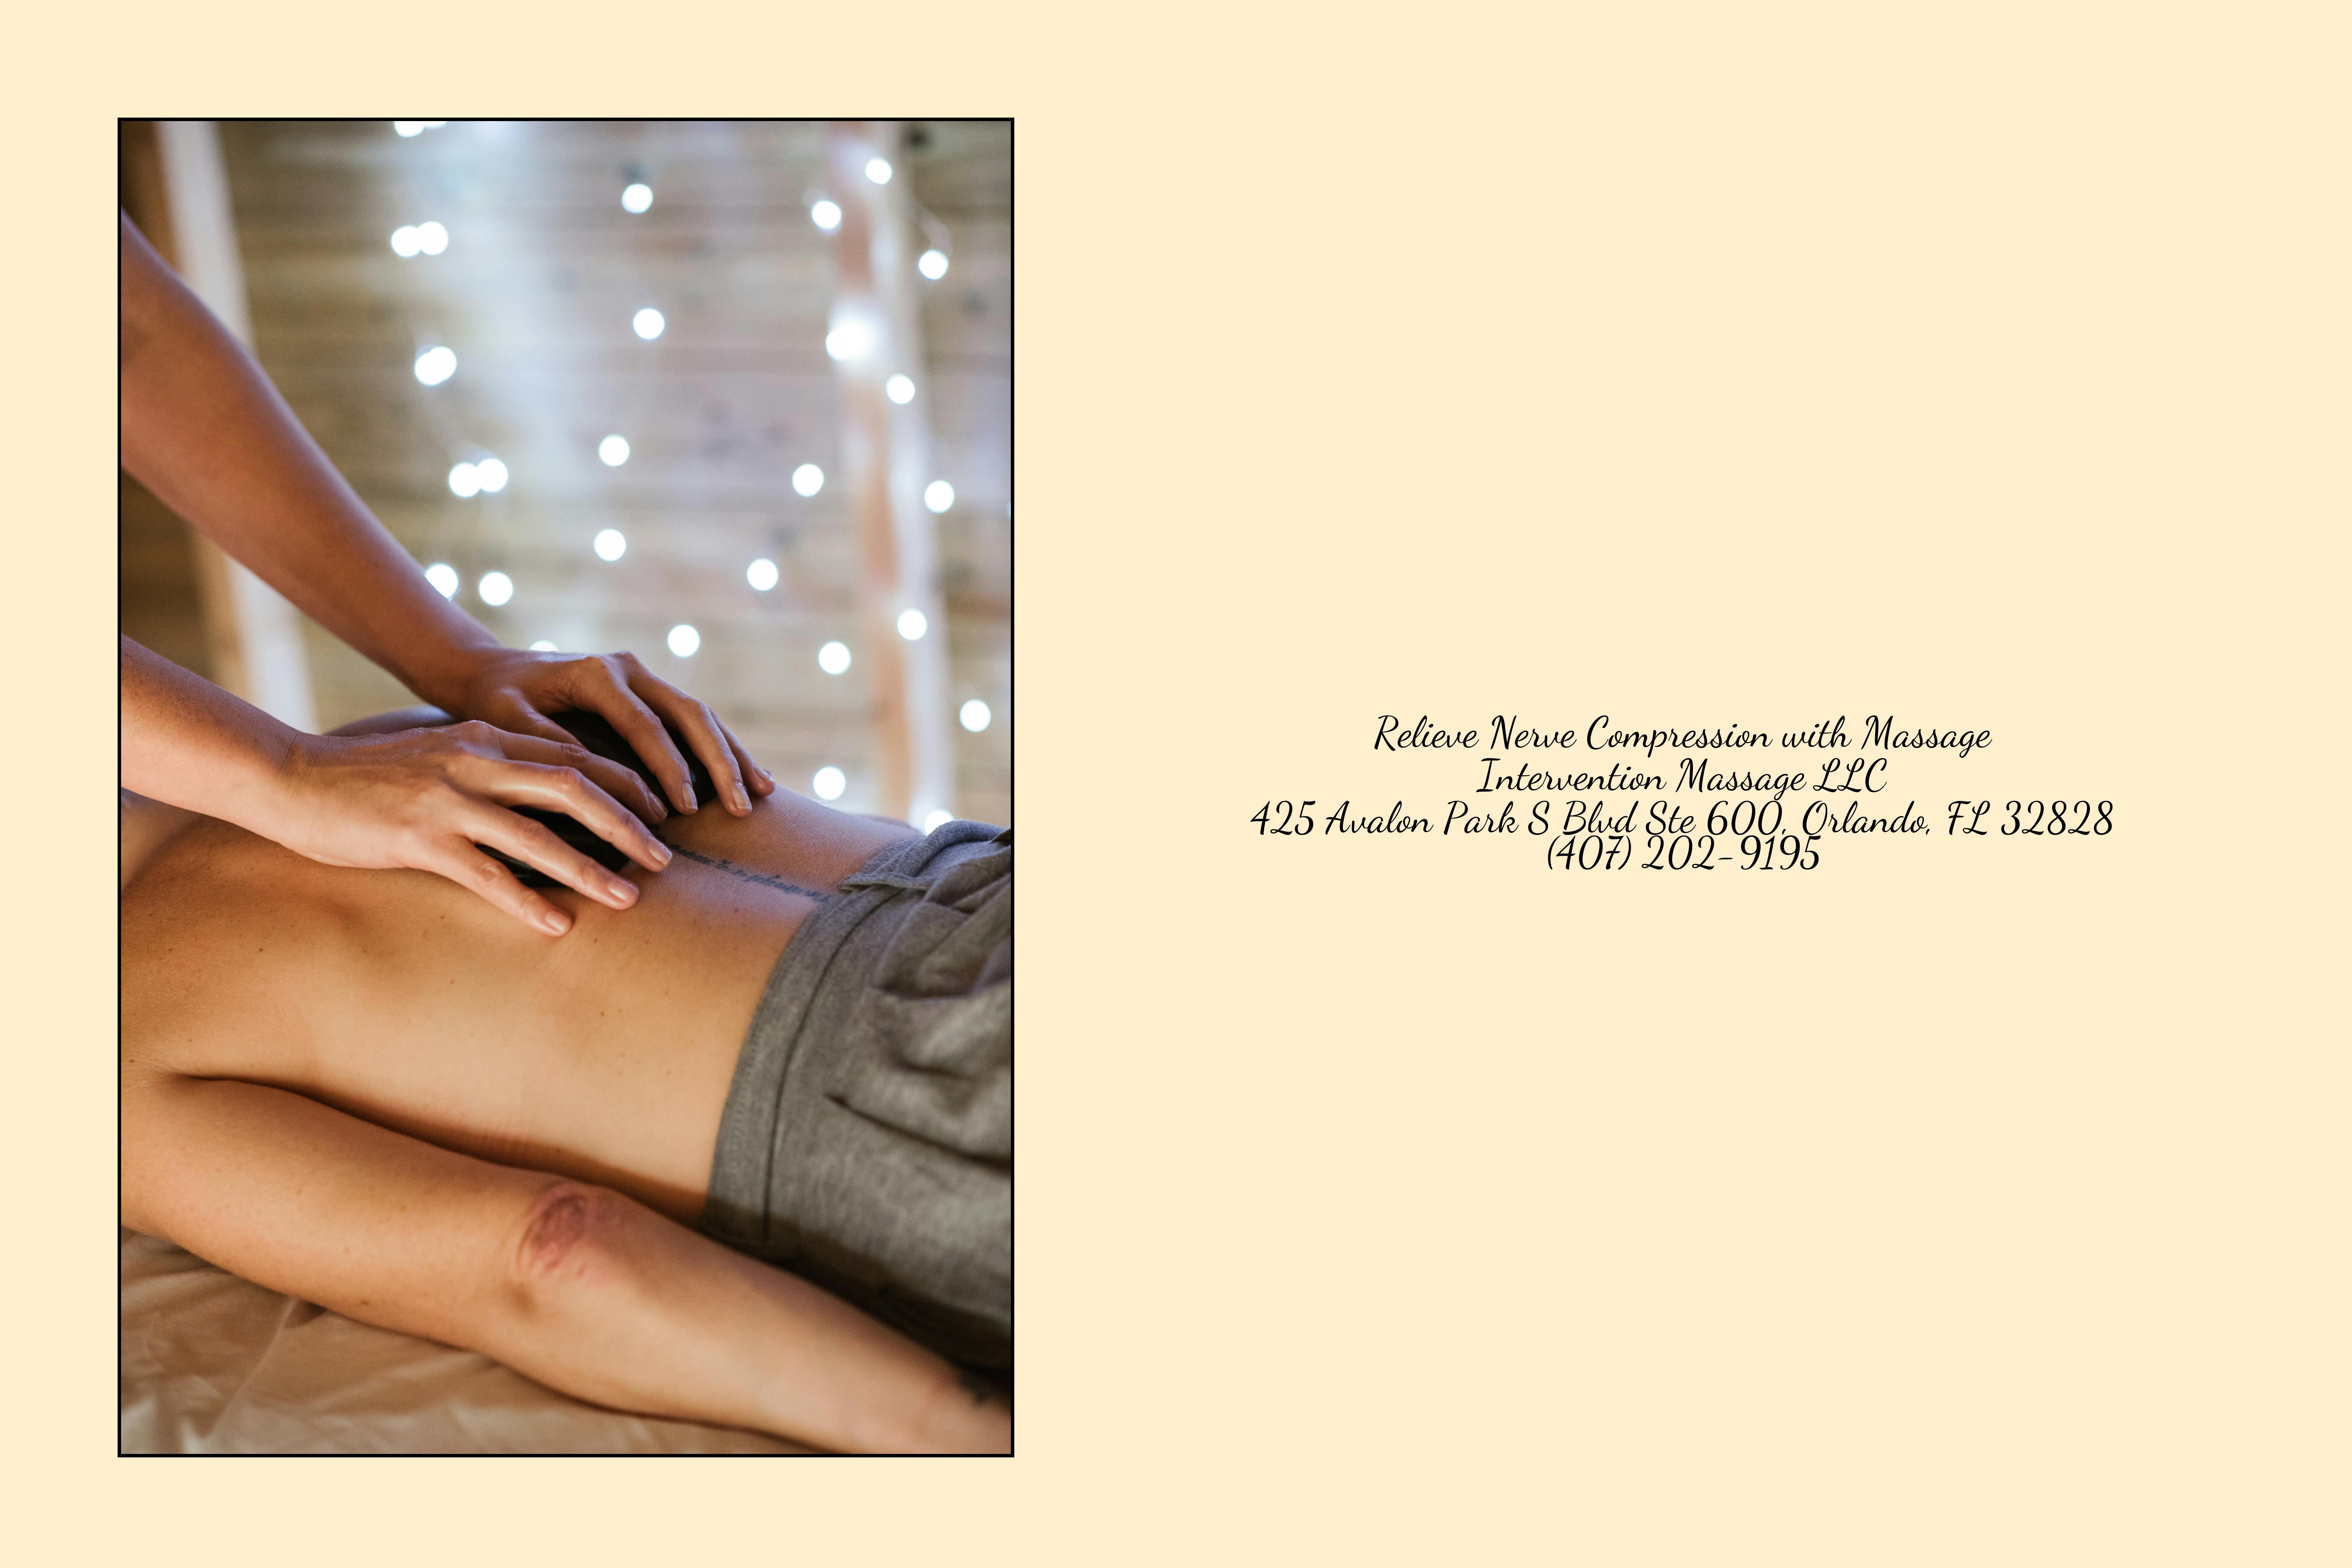 Relieve Nerve Compression with Massage
Intervention Massage LLC
425 Avalon Park S Blvd Ste 600, Orlando, FL 32828
(407) 202-9195